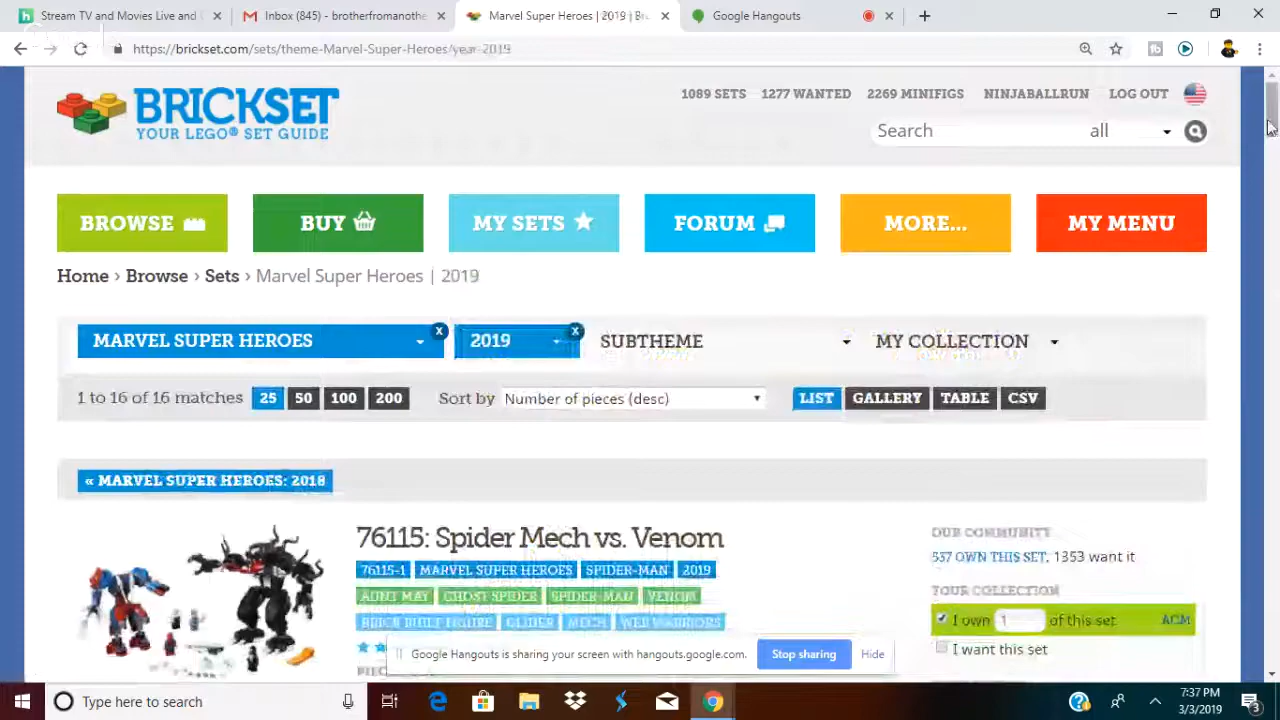 Stream TV and Movies Live and C
Inbox (845) - brotherfromanothe
Marvel Super Heroes | 2019 | Br
Google Hangouts
https://brickset.com/sets/theme-Marvel-Super-Heroes/year-2019
BRICKSET
YOUR LEGO® SET GUIDE
1089 SETS 1277 WANTED 2269 MINIFIGS NINJABALLRUN LOG OUT
Search all
BROWSE BUY MY SETS FORUM MORE... MY MENU
Home › Browse › Sets › Marvel Super Heroes | 2019
MARVEL SUPER HEROES x 2019 x SUBTHEME MY COLLECTION
1 to 16 of 16 matches 25 50 100 200 Sort by Number of pieces (desc) LIST GALLERY TABLE CSV
« MARVEL SUPER HEROES: 2018
76115: Spider Mech vs. Venom
76115-1 MARVEL SUPER HEROES SPIDER-MAN 2019
AUNT MAY GHOST SPIDER SPIDER-MAN VENOM
BRICK BUILT FIGURE GLIDER MECH WEB WARRIORS
OUR COMMUNITY
537 OWN THIS SET, 1353 want it
YOUR COLLECTION
I own 1 of this set ACM
I want this set
Google Hangouts is sharing your screen with hangouts.google.com. Stop sharing Hide
Type here to search
7:37 PM
3/3/2019
3